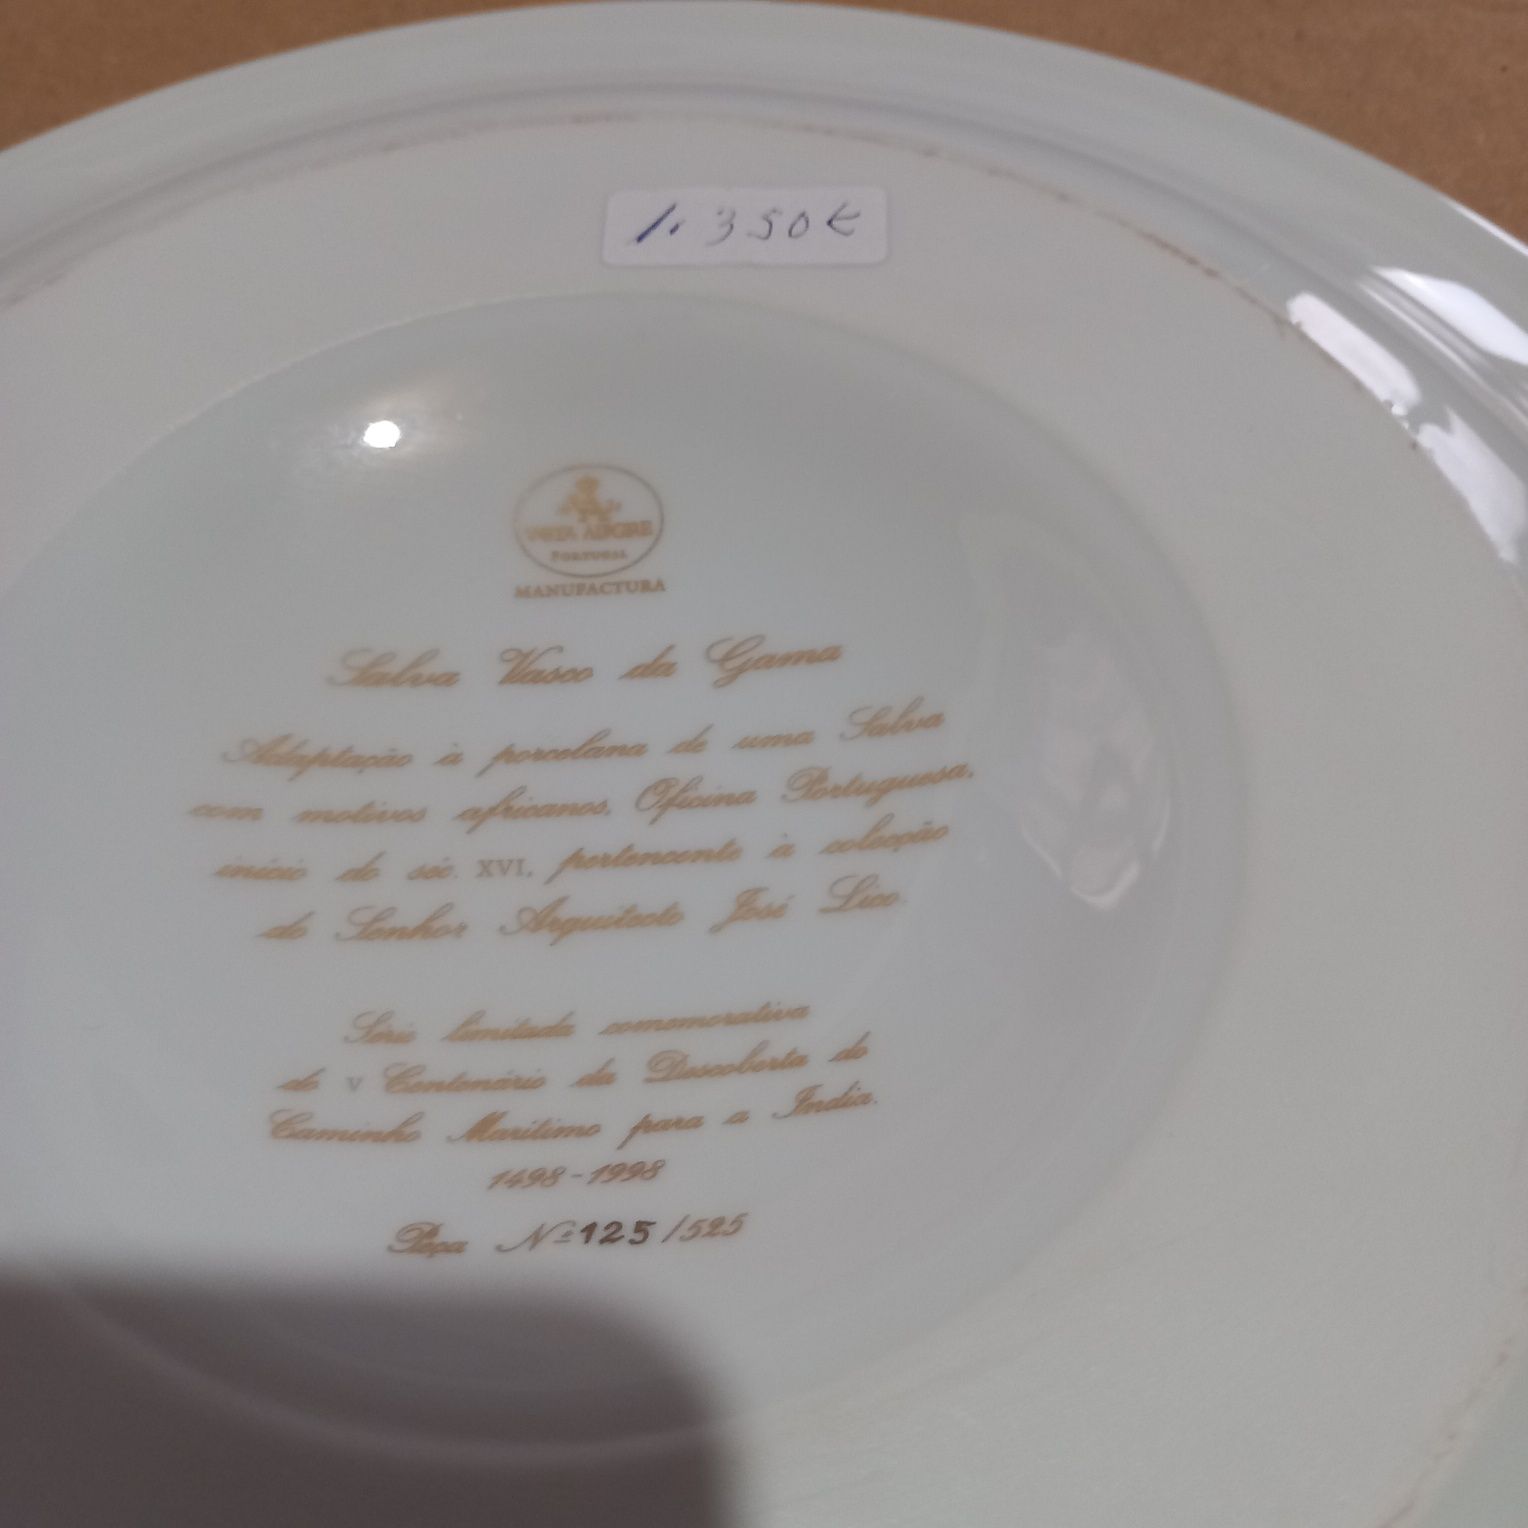 1.350€
VISTA ALEGRE
PORTUGAL
MANUFACTURA
Salva Vasco da Gama
Adaptação à porcelana de uma Salva
com motivos africanos. Oficina Portuguesa,
início do séc. XVI, pertencente à colecção
do Senhor Arquitecto José Lico.
Série limitada comemorativa
do V Centenário da Descoberta do
Caminho Marítimo para a Índia.
1498-1998
Peça Nº 125/525